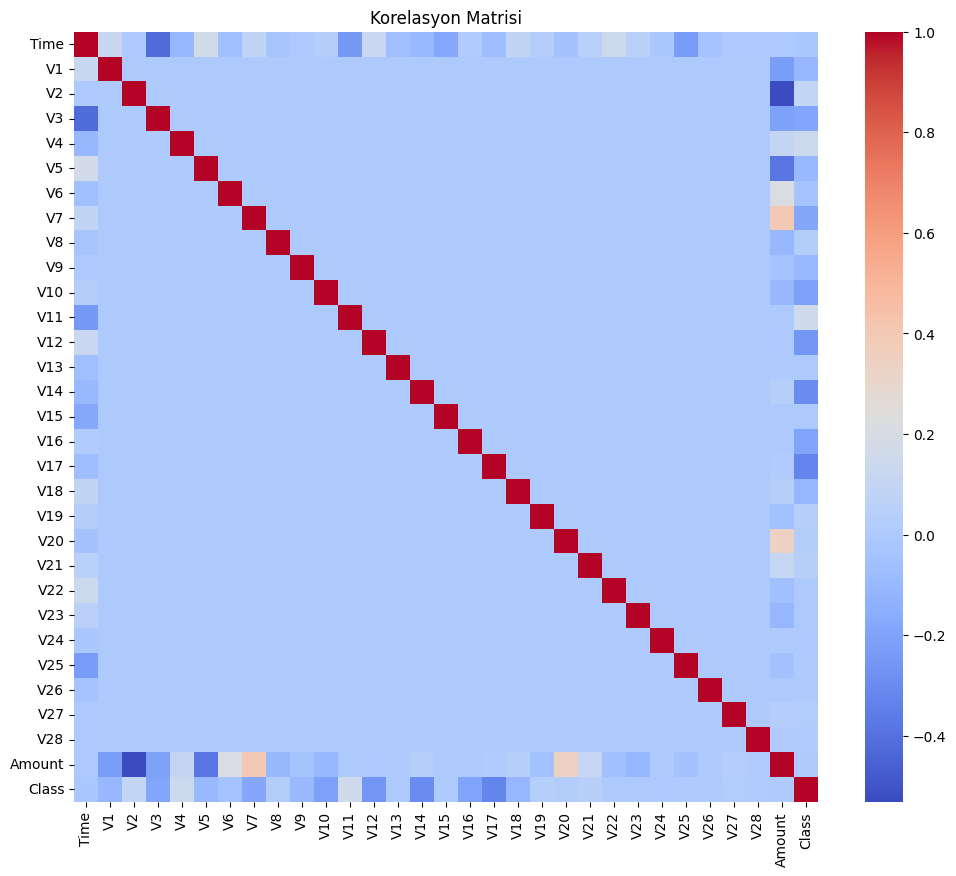 Korelasyon Matrisi
Time
V1
V2
V3
V4
V5
V6
V7
V8
V9
V10
V11
V12
V13
V14
V15
V16
V17
V18
V19
V20
V21
V22
V23
V24
V25
V26
V27
V28
Amount
Class
Time
V1
V2
V3
V4
V5
V6
V7
V8
V9
V10
V11
V12
V13
V14
V15
V16
V17
V18
V19
V20
V21
V22
V23
V24
V25
V26
V27
V28
Amount
Class
1.0
0.8
0.6
0.4
0.2
0.0
−0.2
−0.4